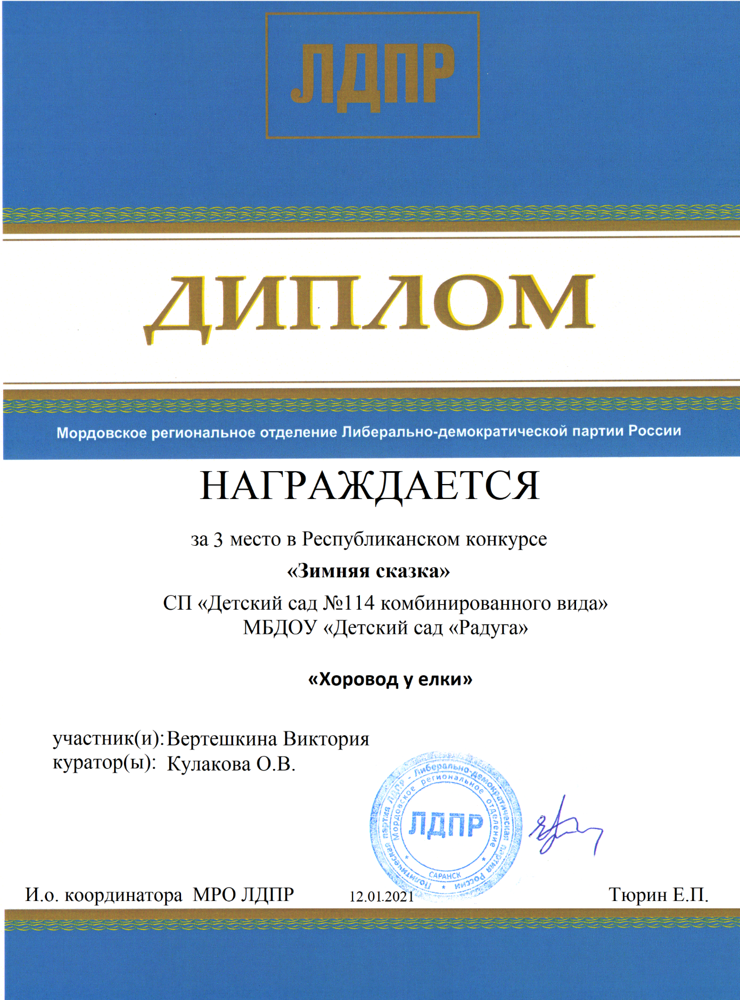 ЛДПР
ДИПЛОМ
Мордовское региональное отделение Либерально-демократической партии России
НАГРАЖДАЕТСЯ
за 3 место в Республиканском конкурсе
«Зимняя сказка»
СП «Детский сад №114 комбинированного вида»
МБДОУ «Детский сад «Радуга»
«Хоровод у елки»
участник(и): Вертешкина Виктория
куратор(ы): Кулакова О.В.
Политическая партия ЛДПР - Либерально-демократическая партия России
Мордовское региональное отделение
ЛДПР
САРАНСК
И.о. координатора МРО ЛДПР 12.01.2021 Тюрин Е.П.